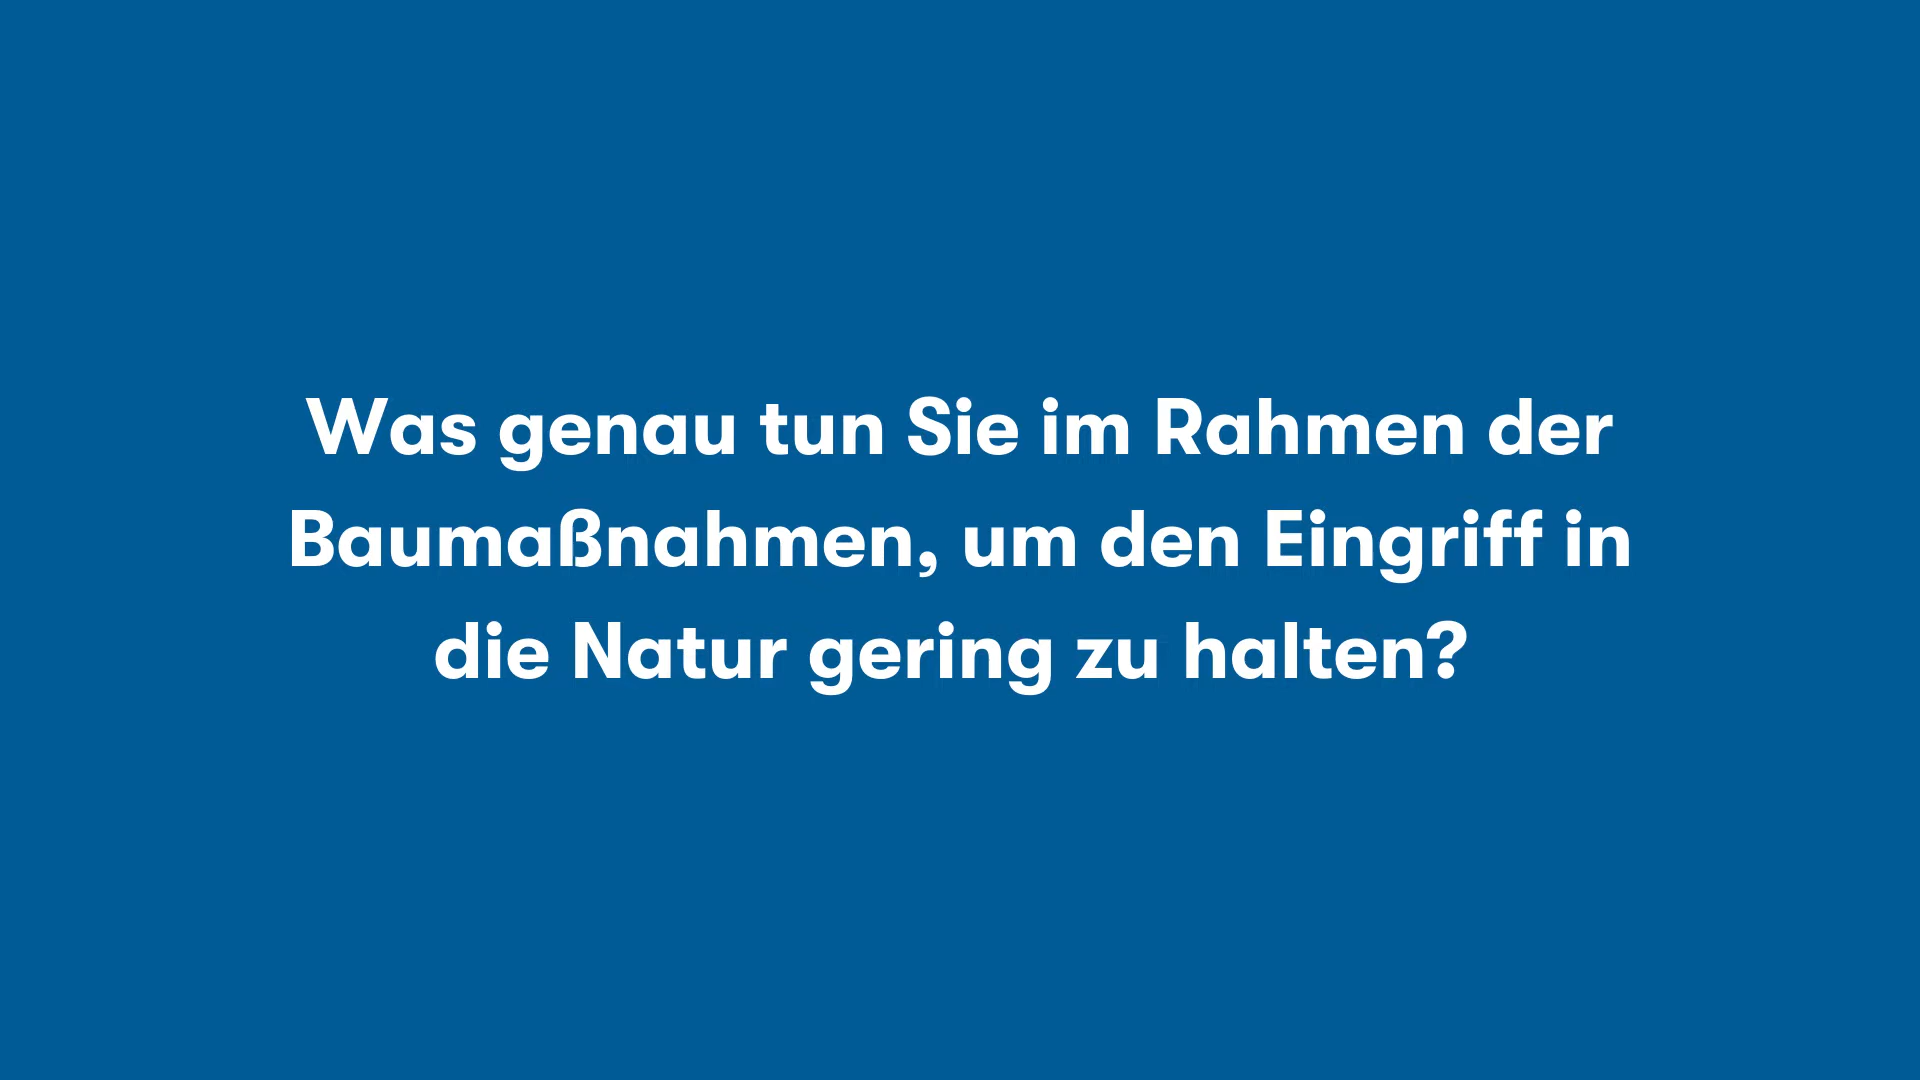 Was genau tun Sie im Rahmen der
Baumaßnahmen, um den Eingriff in
die Natur gering zu halten?